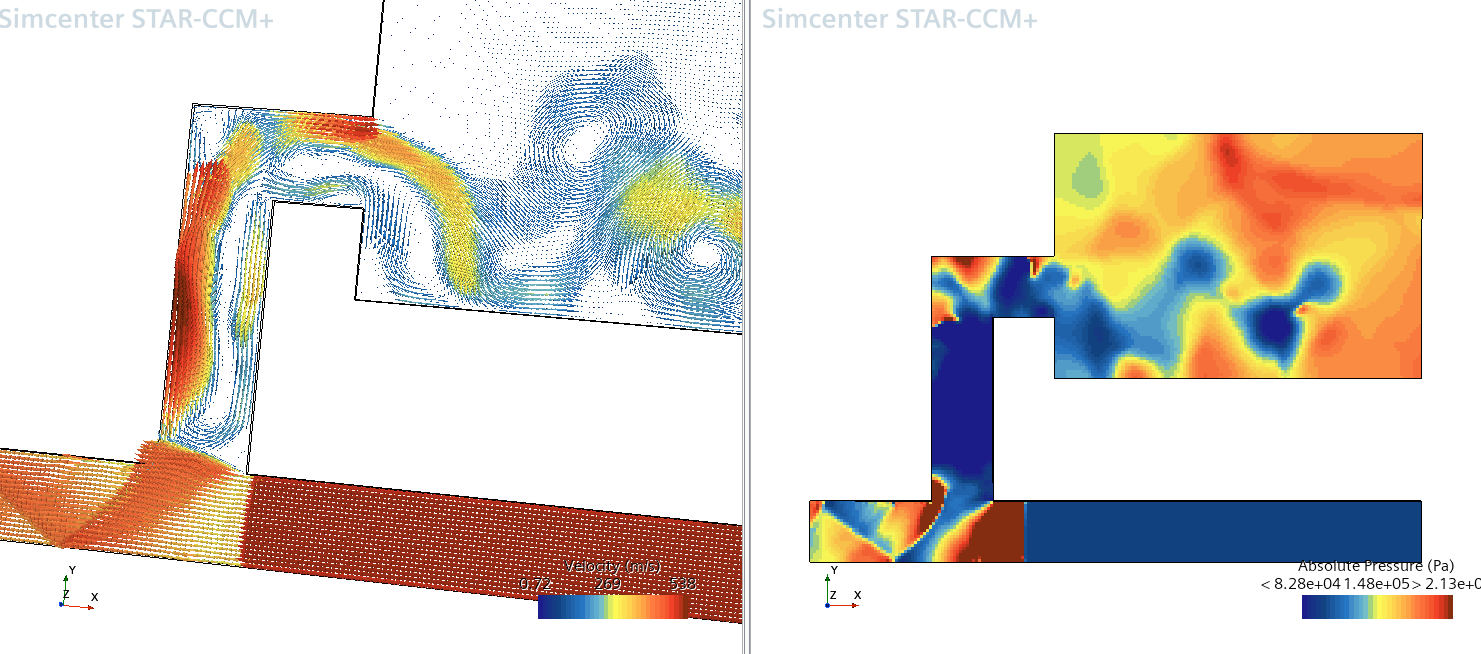 Simcenter STAR-CCM+
Velocity (m/s)
0.72 269 538
Y
Z X
Simcenter STAR-CCM+
Absolute Pressure (Pa)
< 8.28e+04 1.48e+05 > 2.13e+0
Y
Z X